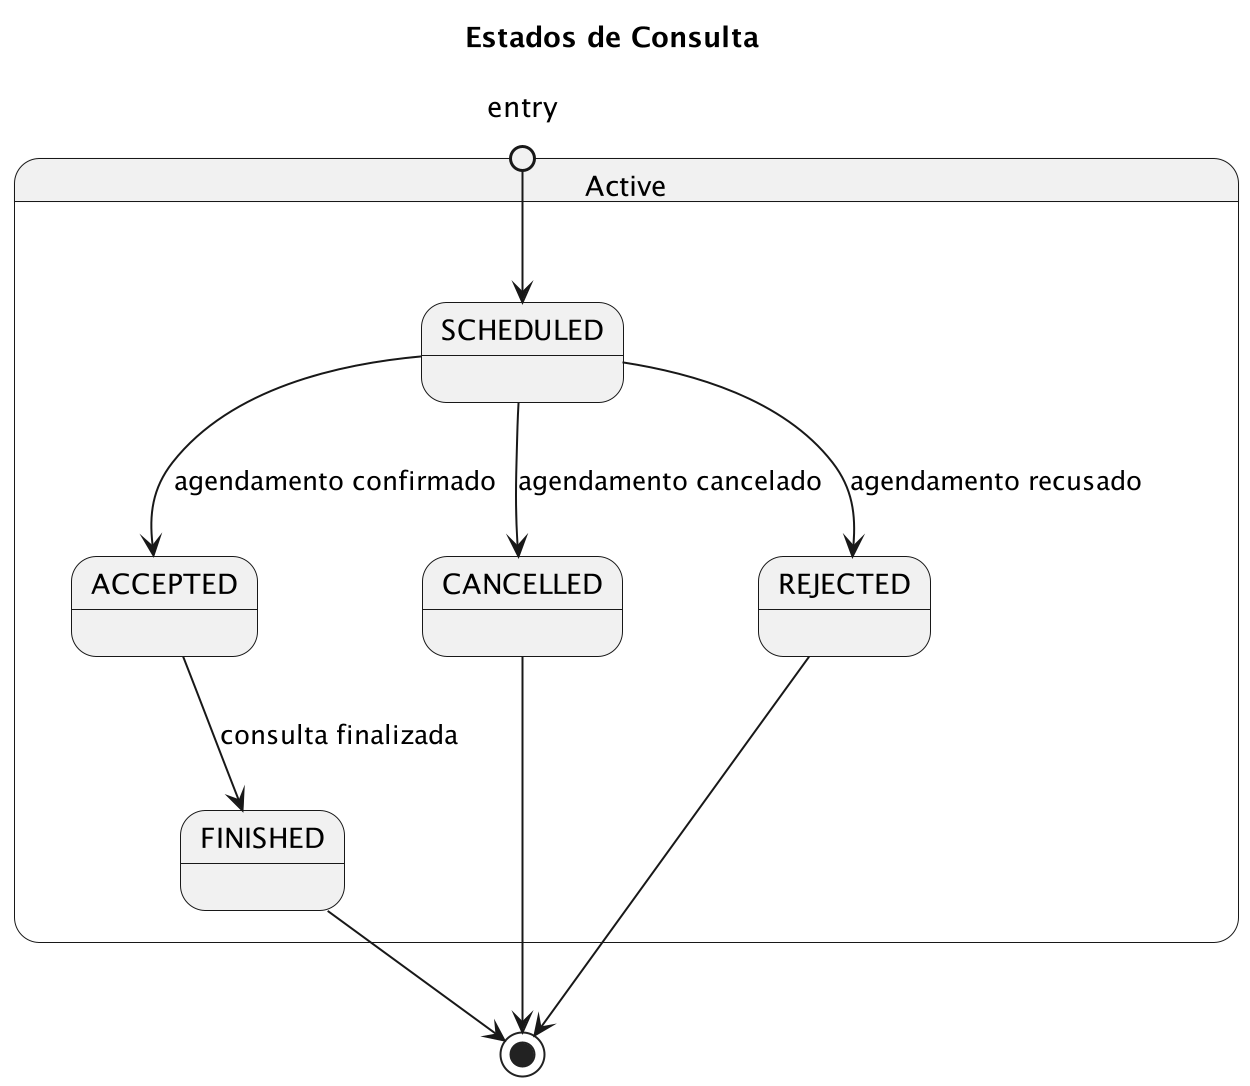 Estados de Consulta
entry
Active
SCHEDULED
agendamento confirmado
agendamento cancelado
agendamento recusado
ACCEPTED
CANCELLED
REJECTED
consulta finalizada
FINISHED